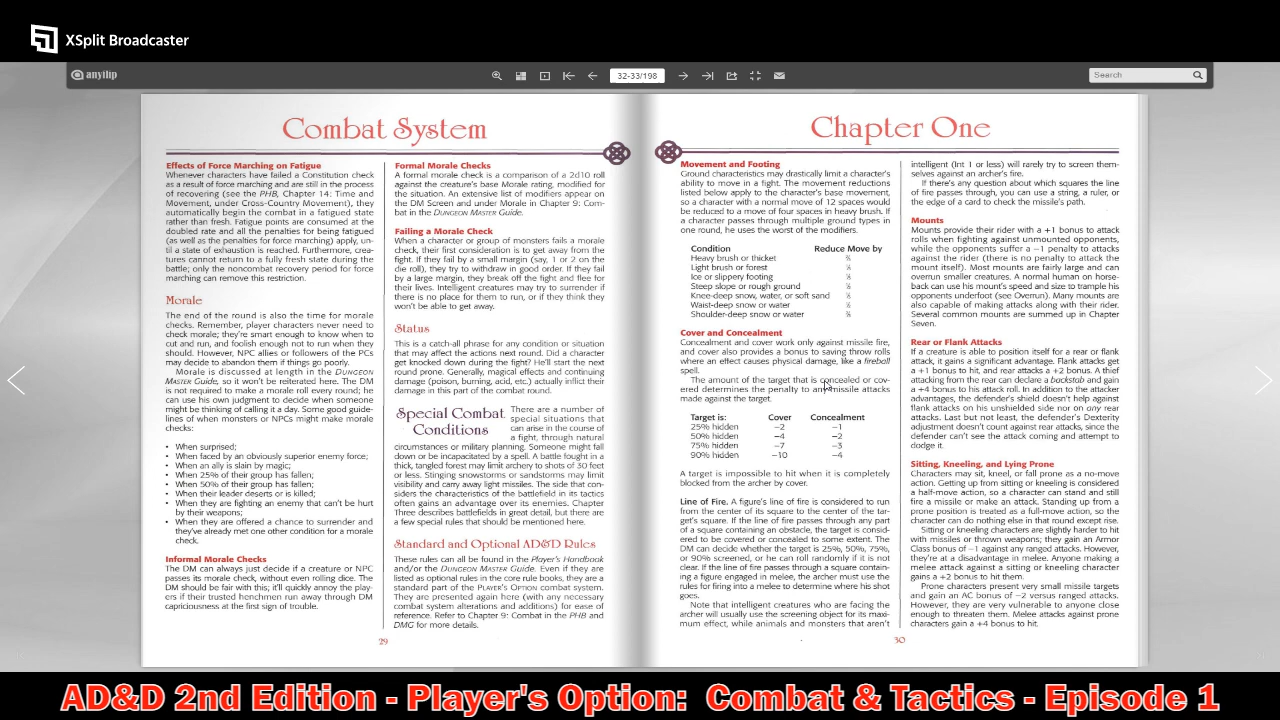 XSplit Broadcaster
anyflip
32-33/198
Search
Combat System
Effects of Force Marching on Fatigue
Whenever characters have failed a Constitution check
as a result of force marching and are still in the process
of recovering (see the PHB, Chapter 14: Time and
Movement, under Cross-Country Movement), they
automatically begin the combat in a fatigued state
rather than fresh. Fatigue points are consumed at the
doubled rate and all the penalties for being fatigued
(as well as the penalties for force marching) apply, un-
til a state of exhaustion is reached. Furthermore, crea-
tures cannot return to a fully fresh state during the
battle; only the noncombat recovery period for force
marching can remove this restriction.
Morale
The end of the round is also the time for morale
checks. Remember, player characters never need to
check morale; they're smart enough to know when to
cut and run, and foolish enough not to run when they
should. However, NPC allies or followers of the PCs
may decide to abandon them if things go poorly.
Morale is discussed at length in the DUNGEON
MASTER Guide, so it won't be reiterated here. The DM
is not required to make morale roll every round; he
can use his own judgment to decide when someone
might be thinking of calling it a day. Some good guide-
lines of when monsters or NPCs might make morale
checks:
• When surprised;
• When faced by an obviously superior enemy force;
• When an ally is slain by magic;
• When 25% of their group has fallen;
• When 50% of their group has fallen;
• When their leader deserts or is killed;
• When they are fighting an enemy that can't be hurt
by their weapons;
• When they are offered a chance to surrender and
they've already met one other condition for a morale
check.
Informal Morale Checks
The DM can always just decide if a creature or NPC
passes its morale check, without even rolling dice. The
DM should be fair with this; it'll quickly annoy the play-
ers if their trusted henchmen run away through DM
capriciousness at the first sign of trouble.
Formal Morale Checks
A formal morale check is a comparison of a 2d10 roll
against the creature's base Morale rating, modified for
the situation. An extensive list of modifiers appear on
the DM Screen and under Morale in Chapter 9: Com-
bat in the DUNGEON MASTER Guide.
Failing a Morale Check
When a character or group of monsters fails a morale
check, their first consideration is to get away from the
fight. If they fail by a small margin (say, 1 or 2 on the
die roll), they try to withdraw in good order. If they fail
by a large margin, they break off the fight and flee for
their lives. Intelligent creatures may try to surrender if
there is no place for them to run, or if they think they
won't be able to get away.
Status
This is a catch-all phrase for any condition or situation
that may affect the actions next round. Did a character
get knocked down during the fight? He'll start the next
round prone. Generally, magical effects and continuing
damage (poison, burning, acid, etc.) actually inflict their
damage in this part of the combat round.
Special Combat
Conditions
There are a number of
special situations that
can arise in the course of
a fight, through natural
circumstances or military planning. Someone might fall
down or be incapacitated by a spell. A battle fought in a
thick, tangled forest may limit archery to shots of 30 feet
or less. Stinging snowstorms or sandstorms may limit
visibility and carry away light missiles. The side that con-
siders the characteristics of the battlefield in its tactics
often gains an advantage over its enemies. Chapter
Three describes battlefields in great detail, but there are
a few special rules that should be mentioned here.
Standard and Optional AD&D Rules
These rules can all be found in the Player's Handbook
and/or the DUNGEON MASTER Guide. Even if they are
listed as optional rules in the core rule books, they are a
standard part of the PLAYER'S OPTION combat system.
They are presented again here (with any necessary
combat system alterations and additions) for ease of
reference. Refer to Chapter 9: Combat in the PHB and
DMG for more details.
29
Chapter One
Movement and Footing
Ground characteristics may drastically limit a character's
ability to move in a fight. The movement reductions
listed below apply to the character's base movement,
so a character with a normal move of 12 spaces would
be reduced to a move of four spaces in heavy brush. If
a character passes through multiple ground types in
one round, he uses the worst of the modifiers.
Condition Reduce Move by
Heavy brush or thicket
Light brush or forest
Ice or slippery footing
Steep slope or rough ground
Knee-deep snow, water, or soft sand
Waist-deep snow or water
Shoulder-deep snow or water
Cover and Concealment
Concealment and cover work only against missile fire,
and cover also provides a bonus to saving throw rolls
where an effect causes physical damage, like a fireball
spell.
The amount of the target that is concealed or cov-
ered determines the penalty to any missile attacks
made against the target.
Target is: Cover Concealment
25% hidden −2 −1
50% hidden −4 −2
75% hidden −7 −3
90% hidden −10 −4
A target is impossible to hit when it is completely
blocked from the archer by cover.
Line of Fire. A figure's line of fire is considered to run
from the center of its square to the center of the tar-
get's square. If the line of fire passes through any part
of a square containing an obstacle, the target is consid-
ered to be covered or concealed to some extent. The
DM can decide whether the target is 25%, 50%, 75%,
or 90% screened, or he can roll randomly if it is not
clear. If the line of fire passes through a square contain-
ing a figure engaged in melee, the archer must use the
rules for firing into a melee to determine where his shot
goes.
Note that intelligent creatures who are facing the
archer will usually use the screening object for its maxi-
mum effect, while animals and monsters that aren't
intelligent (Int 1 or less) will rarely try to screen them-
selves against an archer's fire.
If there's any question about which squares the line
of fire passes through, you can use a string, a ruler, or
the edge of a card to check the missile's path.
Mounts
Mounts provide their rider with a +1 bonus to attack
rolls when fighting against unmounted opponents,
while the opponents suffer a −1 penalty to attacks
against the rider (there is no penalty to attack the
mount itself). Most mounts are fairly large and can
overrun smaller creatures. A normal human on horse-
back can use his mount's speed and size to trample his
opponents underfoot (see Overrun). Many mounts are
also capable of making attacks along with their rider.
Several common mounts are summed up in Chapter
Seven.
Rear or Flank Attacks
If a creature is able to position itself for a rear or flank
attack, it gains a significant advantage. Flank attacks get
a +1 bonus to hit, and rear attacks a +2 bonus. A thief
attacking from the rear can declare a backstab and gain
a +4 bonus to his attack roll. In addition to the attacker
advantages, the defender's shield doesn't help against
flank attacks on his unshielded side nor on any rear
attacks. Last but not least, the defender's Dexterity
adjustment doesn't count against rear attacks, since the
defender can't see the attack coming and attempt to
dodge it.
Sitting, Kneeling, and Lying Prone
Characters may sit, kneel, or fall prone as a no-move
action. Getting up from sitting or kneeling is considered
a half-move action, so a character can stand and still
fire a missile or make an attack. Standing up from a
prone position is treated as a full-move action, so the
character can do nothing else in that round except rise.
Sitting or kneeling characters are slightly harder to hit
with missiles or thrown weapons; they gain an Armor
Class bonus of −1 against any ranged attacks. However,
they're at a disadvantage in melee. Anyone making a
melee attack against a sitting or kneeling character
gains a +2 bonus to hit them.
Prone characters present very small missile targets
and gain an AC bonus of −2 versus ranged attacks.
However, they are very vulnerable to anyone close
enough to threaten them. Melee attacks against prone
characters gain a +4 bonus to hit.
30
AD&D 2nd Edition - Player's Option: Combat & Tactics - Episode 1